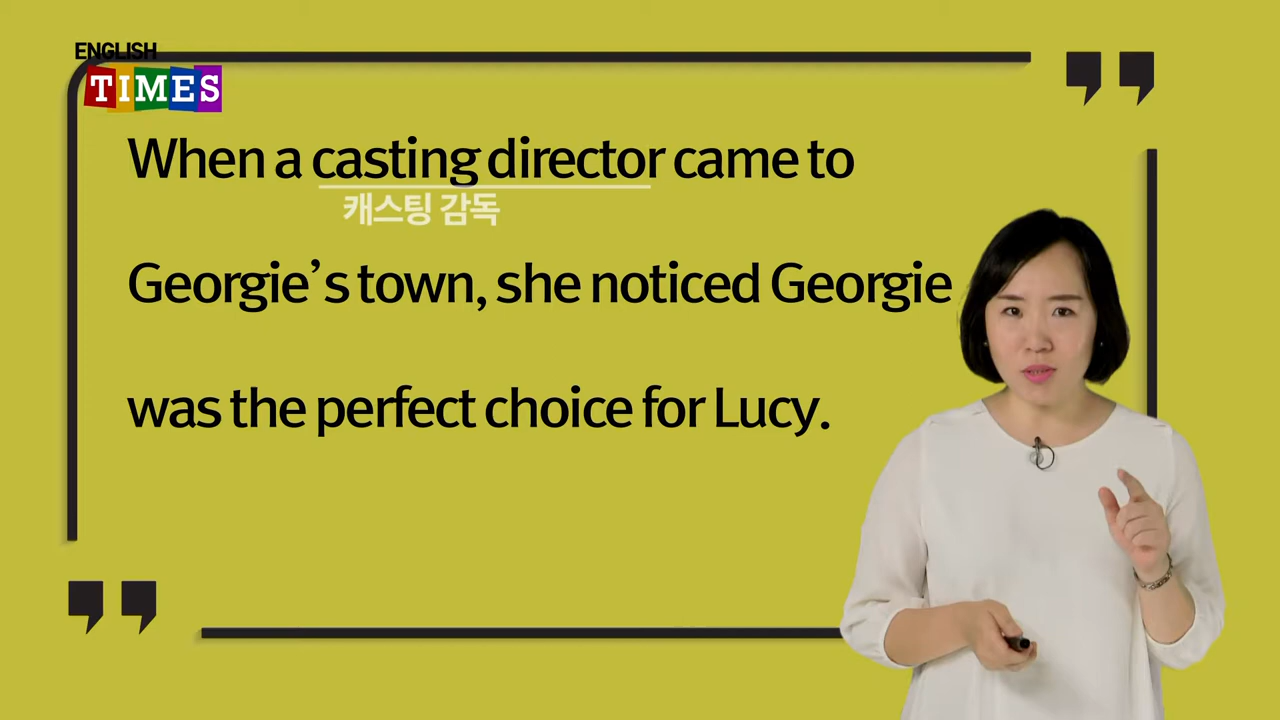 ENGLISH
TIMES
When a casting director came to
캐스팅 감독
Georgie’s town, she noticed Georgie
was the perfect choice for Lucy.